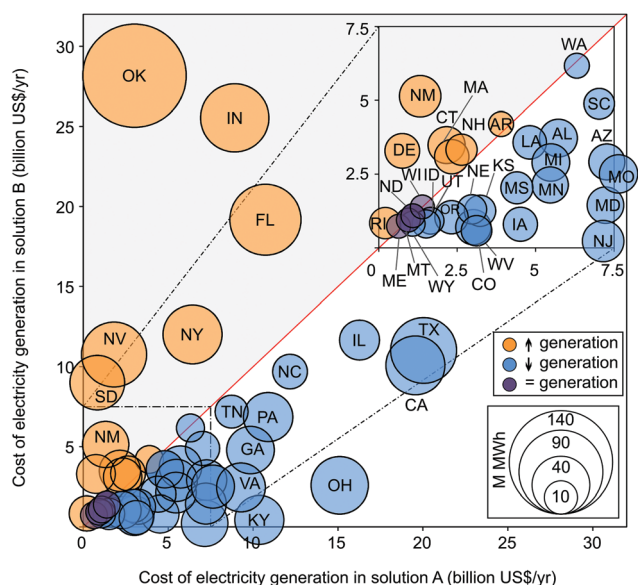 30
25
20
15
10
5
0
0
5
10
15
20
25
30
Cost of electricity generation in solution B (billion US$/yr)
Cost of electricity generation in solution A (billion US$/yr)
OK
IN
FL
NV
NY
SD
NM
IL
TX
CA
NC
TN
PA
GA
VA
OH
KY
7.5
5
2.5
0
2.5
5
7.5
WA
MA
NM
SC
CT
NH
AR
AZ
LA
AL
DE
MI
MO
WI
ID
UT
NE
KS
ND
MS
MN
MD
RI
OR
IA
NJ
ME
MT
WY
CO
WV
↑ generation
↓ generation
= generation
M MWh
140
90
40
10